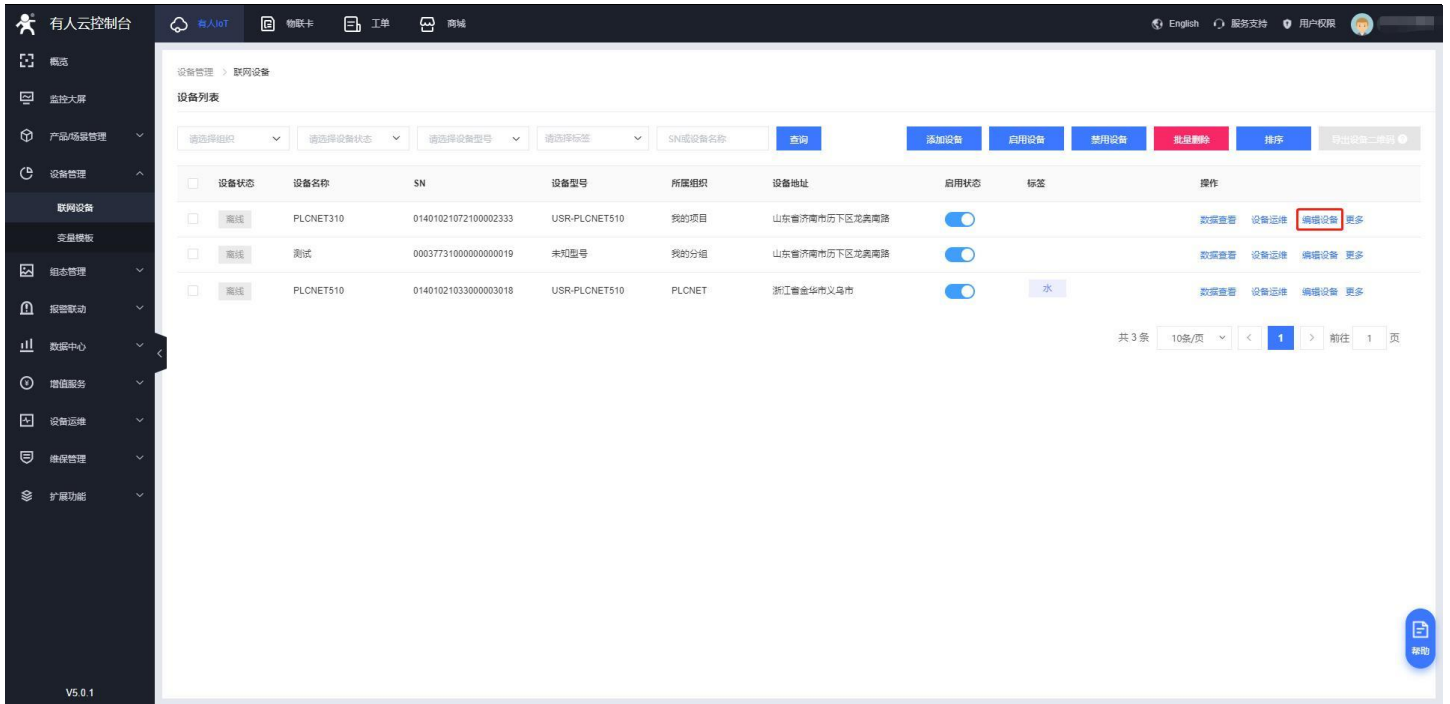 有人云控制台 有人IoT 物联卡 工单 商城 English 服务支持 用户权限
概览
监控大屏
产品/场景管理
设备管理
联网设备
变量模板
组态管理
报警联动
数据中心
增值服务
设备运维
维保管理
扩展功能
V5.0.1
设备管理 > 联网设备
设备列表
请选择组织 请选择设备状态 请选择设备型号 请选择标签 SN或设备名称 查询 添加设备 启用设备 禁用设备 批量删除 排序 导出设备二维码
设备状态 设备名称 SN 设备型号 所属组织 设备地址 启用状态 标签 操作
离线 PLCNET310 01401021072100002333 USR-PLCNET510 我的项目 山东省济南市历下区龙奥南路 数据查看 设备运维 编辑设备 更多
离线 测试 00037731000000000019 未知型号 我的分组 山东省济南市历下区龙奥南路 数据查看 设备运维 编辑设备 更多
离线 PLCNET510 01401021033000003018 USR-PLCNET510 PLCNET 浙江省金华市义乌市 水 数据查看 设备运维 编辑设备 更多
共 3 条 10条/页 < 1 > 前往 1 页
帮助